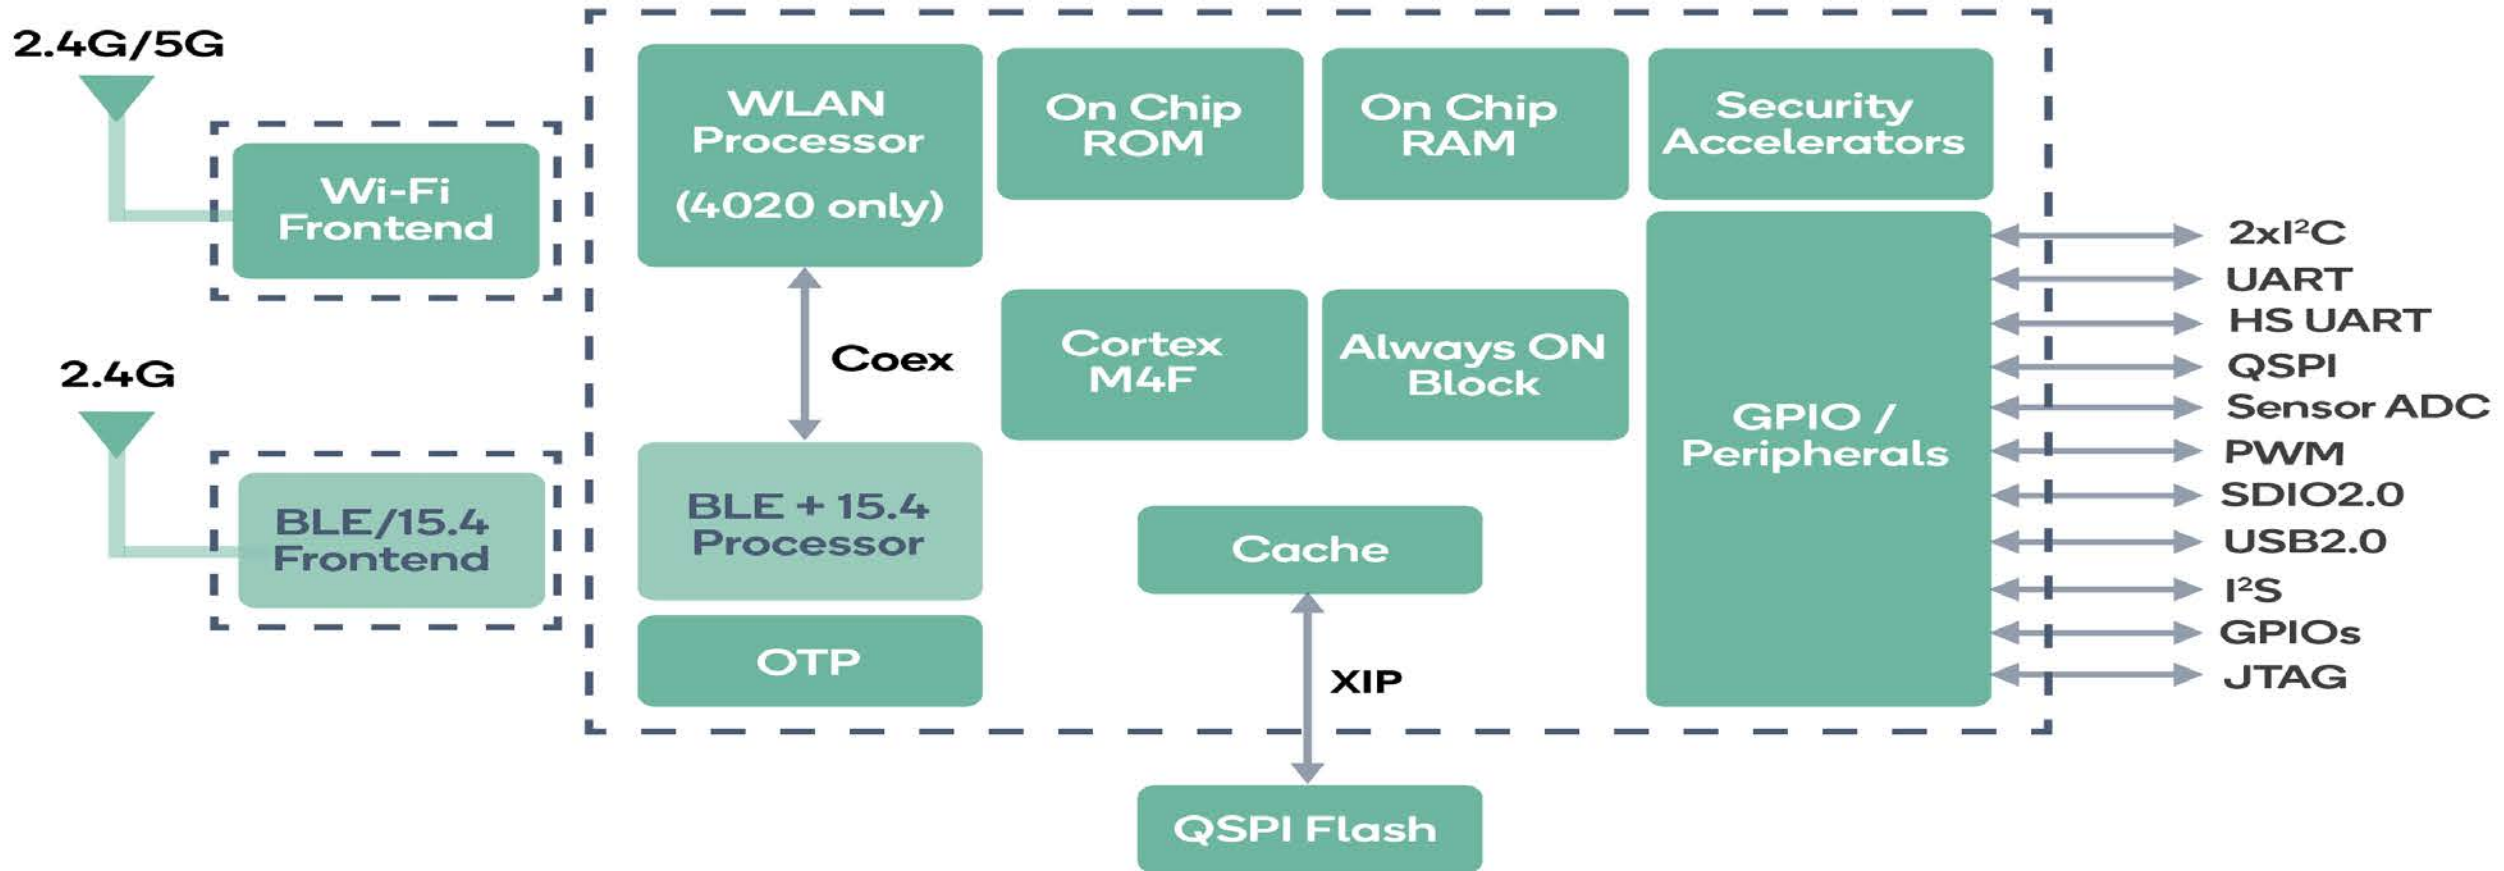 2.4G/5G
Wi-Fi
Frontend
2.4G
BLE/15.4
Frontend
WLAN
Processor
(4020 only)
Coex
BLE + 15.4
Processor
OTP
On Chip
ROM
On Chip
RAM
Security
Accelerators
Cortex
M4F
Always ON
Block
Cache
XIP
QSPI Flash
GPIO /
Peripherals
2xI²C
UART
HS UART
QSPI
Sensor ADC
PWM
SDIO2.0
USB2.0
I²S
GPIOs
JTAG